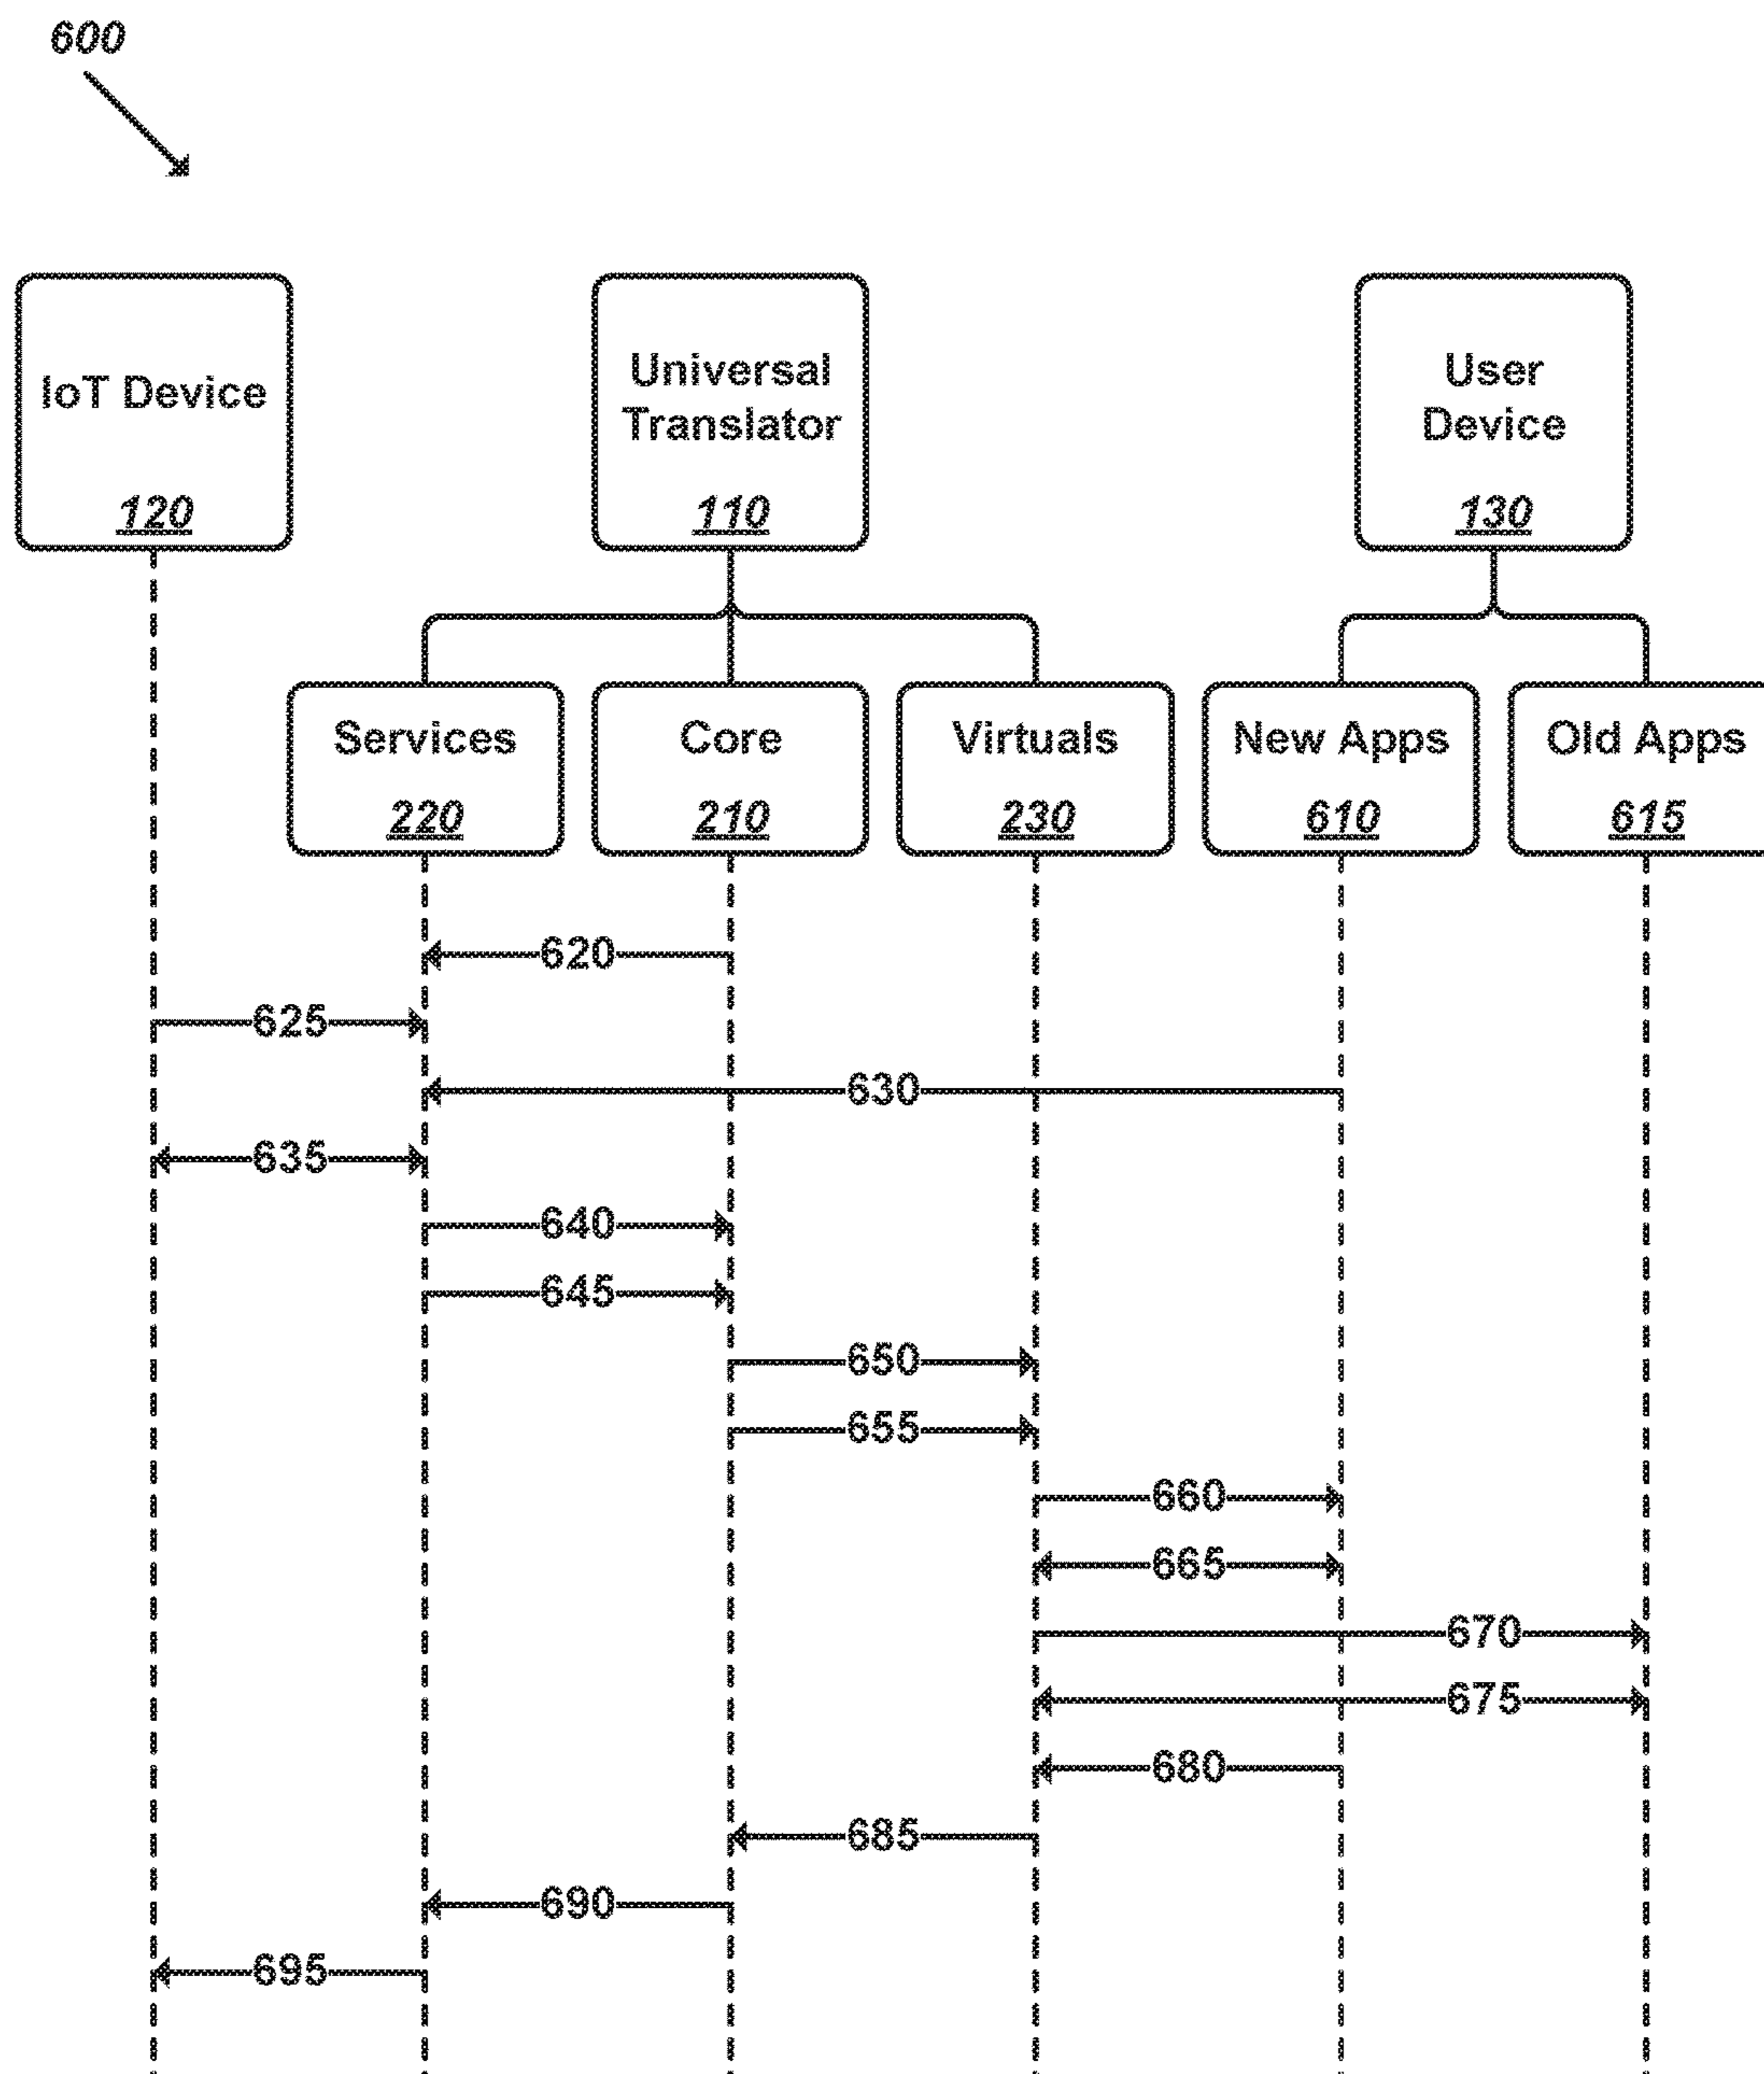 600
IoT Device
120
Universal
Translator
110
User
Device
130
Services
220
Core
210
Virtuals
230
New Apps
610
Old Apps
615
620
625
630
635
640
645
650
655
660
665
670
675
680
685
690
695